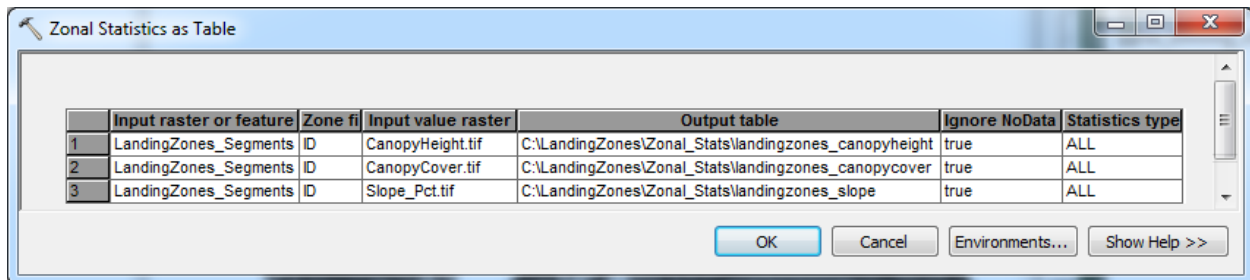 Zonal Statistics as Table
Input raster or feature Zone fi Input value raster Output table Ignore NoData Statistics type
1 LandingZones_Segments ID CanopyHeight.tif C:\LandingZones\Zonal_Stats\landingzones_canopyheight true ALL
2 LandingZones_Segments ID CanopyCover.tif C:\LandingZones\Zonal_Stats\landingzones_canopycover true ALL
3 LandingZones_Segments ID Slope_Pct.tif C:\LandingZones\Zonal_Stats\landingzones_slope true ALL
OK Cancel Environments... Show Help >>